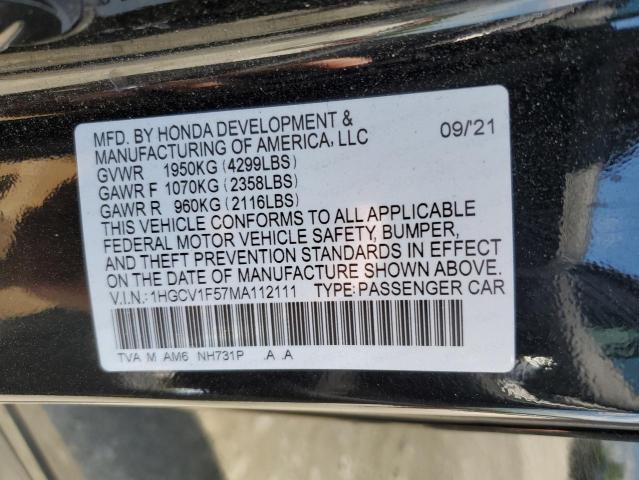 MFD. BY HONDA DEVELOPMENT & 09/'21
MANUFACTURING OF AMERICA, LLC
GVWR 1950KG (4299LBS)
GAWR F 1070KG (2358LBS)
GAWR R 960KG (2116LBS)
THIS VEHICLE CONFORMS TO ALL APPLICABLE
FEDERAL MOTOR VEHICLE SAFETY, BUMPER,
AND THEFT PREVENTION STANDARDS IN EFFECT
ON THE DATE OF MANUFACTURE SHOWN ABOVE.
V.I.N.: 1HGCV1F57MA112111 TYPE:PASSENGER CAR
TVA M AM6 NH731P .A .A